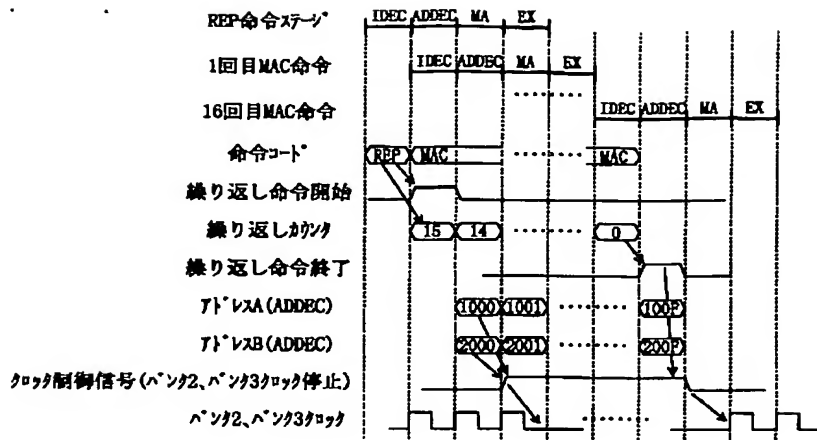 IDEC ADDEC MA EX
REP命令ステージ
IDEC ADDEC MA EX
1回目MAC命令
IDEC ADDEC MA EX
16回目MAC命令
命令コード REP MAC MAC
繰り返し命令開始
繰り返しカウンタ 15 14 0
繰り返し命令終了
アドレスA(ADDEC) 1000 1001 100F
アドレスB(ADDEC) 2000 2001 200F
クロック制御信号(バンク2、バンク3クロック停止)
バンク2、バンク3クロック